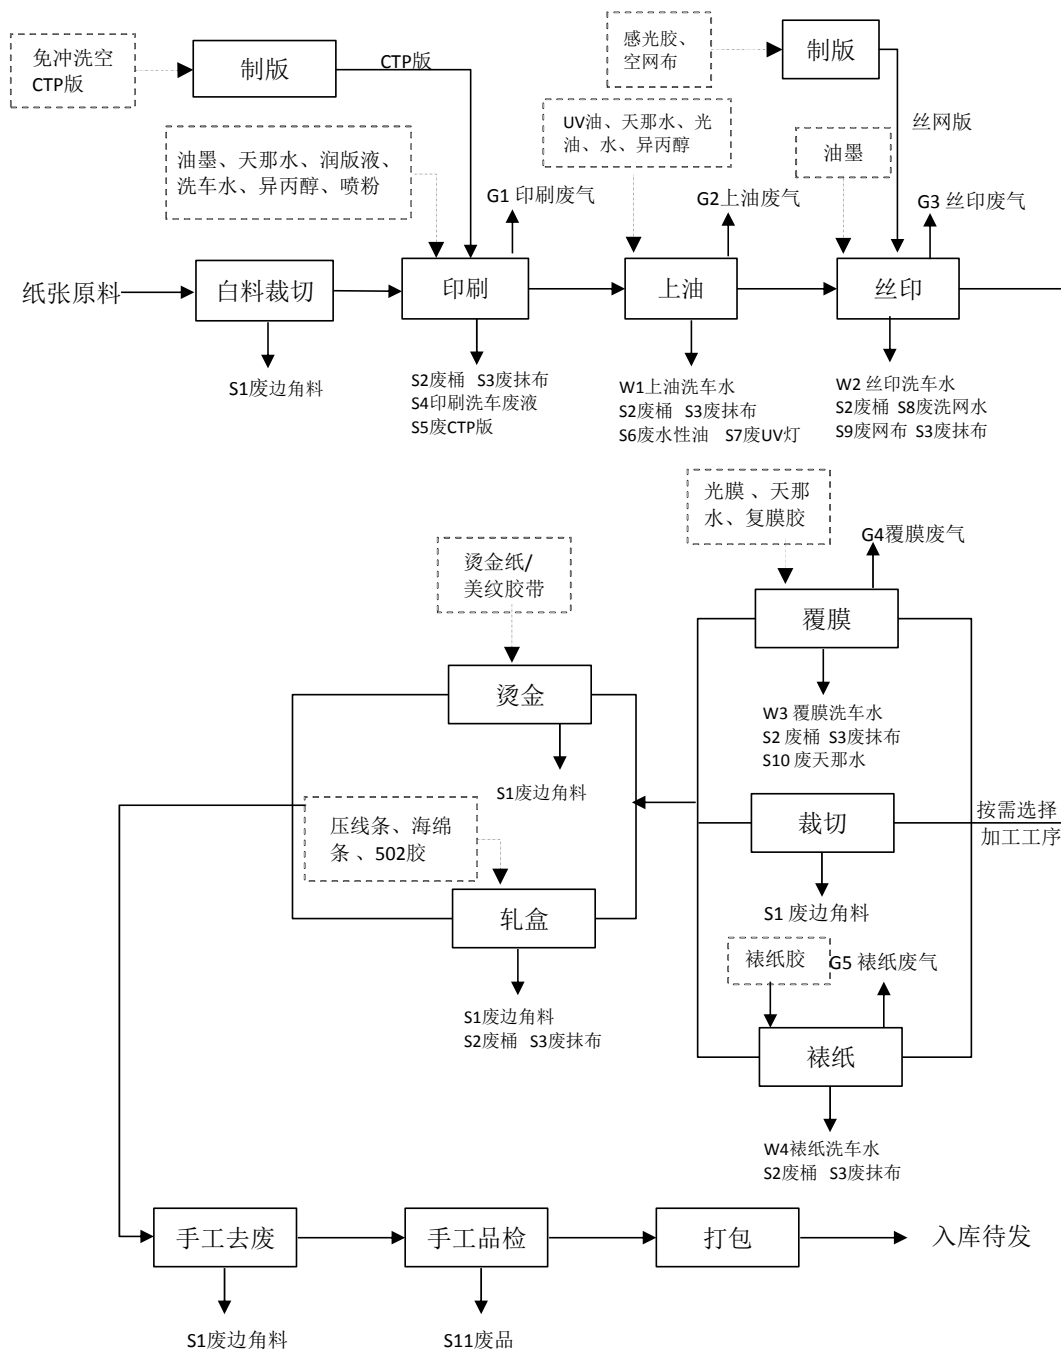 免冲洗空
CTP版
制版
CTP版
感光胶、
空网布
制版
丝网版
油墨、天那水、润版液、
洗车水、异丙醇、喷粉
UV油、天那水、光
油、水、异丙醇
油墨
G1 印刷废气
G2上油废气
G3 丝印废气
纸张原料
白料裁切
印刷
上油
丝印
S1废边角料
S2废桶 S3废抹布
S4印刷洗车废液
S5废CTP版
W1上油洗车水
S2废桶 S3废抹布
S6废水性油 S7废UV灯
W2 丝印洗车水
S2废桶 S8废洗网水
S9废网布 S3废抹布
光膜 、天那
水、复膜胶
G4覆膜废气
烫金纸/
美纹胶带
覆膜
烫金
W3 覆膜洗车水
S2 废桶 S3废抹布
S10 废天那水
S1废边角料
压线条、海绵
条 、502胶
裁切
按需选择
加工工序
轧盒
S1 废边角料
裱纸胶
G5 裱纸废气
S1废边角料
S2废桶 S3废抹布
裱纸
W4裱纸洗车水
S2废桶 S3废抹布
手工去废
手工品检
打包
入库待发
S1废边角料
S11废品